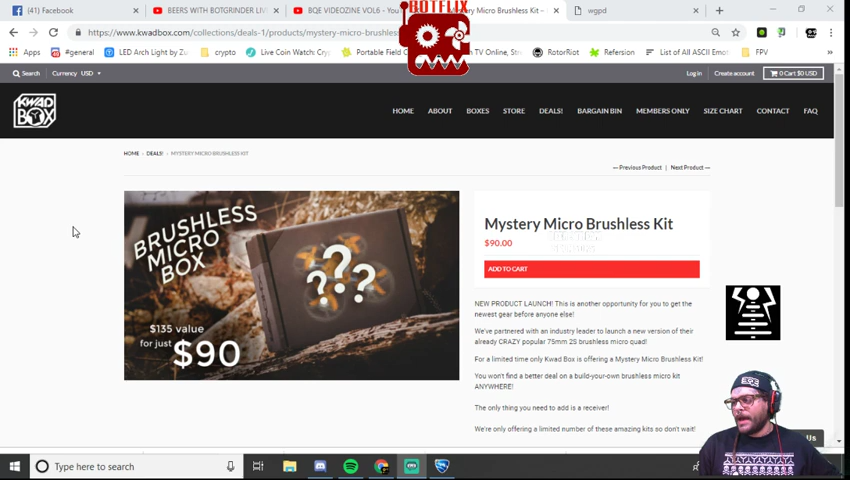 (41) Facebook
BEERS WITH BOTGRINDER LIV
BQE VIDEOZINE VOL6 - You
BOTFLIX
Mystery Micro Brushless Kit –
wgpd
https://www.kwadbox.com/collections/deals-1/products/mystery-micro-brushless
Apps
#general
LED Arch Light by Zu
crypto
Live Coin Watch: Cry
Portable Field
TV Online, Stre
RotorRiot
Refersion
List of All ASCII Emot
FPV
Search
Currency USD
Log in
Create account
0 Cart $0 USD
KWAD
BOX
HOME
ABOUT
BOXES
STORE
DEALS!
BARGAIN BIN
MEMBERS ONLY
SIZE CHART
CONTACT
FAQ
HOME
DEALS!
MYSTERY MICRO BRUSHLESS KIT
— Previous Product | Next Product —
BRUSHLESS
MICRO
BOX
???
$135 value
for just $90
Mystery Micro Brushless Kit
$90.00
ADD TO CART
NEW PRODUCT LAUNCH! This is another opportunity for you to get the
newest gear before anyone else!
We've partnered with an industry leader to launch a new version of their
already CRAZY popular 75mm 2S brushless micro quad!
For a limited time only Kwad Box is offering a Mystery Micro Brushless Kit!
You won't find a better deal on a build-your-own brushless micro kit
ANYWHERE!
The only thing you need to add is a receiver!
We're only offering a limited number of these amazing kits so don't wait!
Us
Type here to search